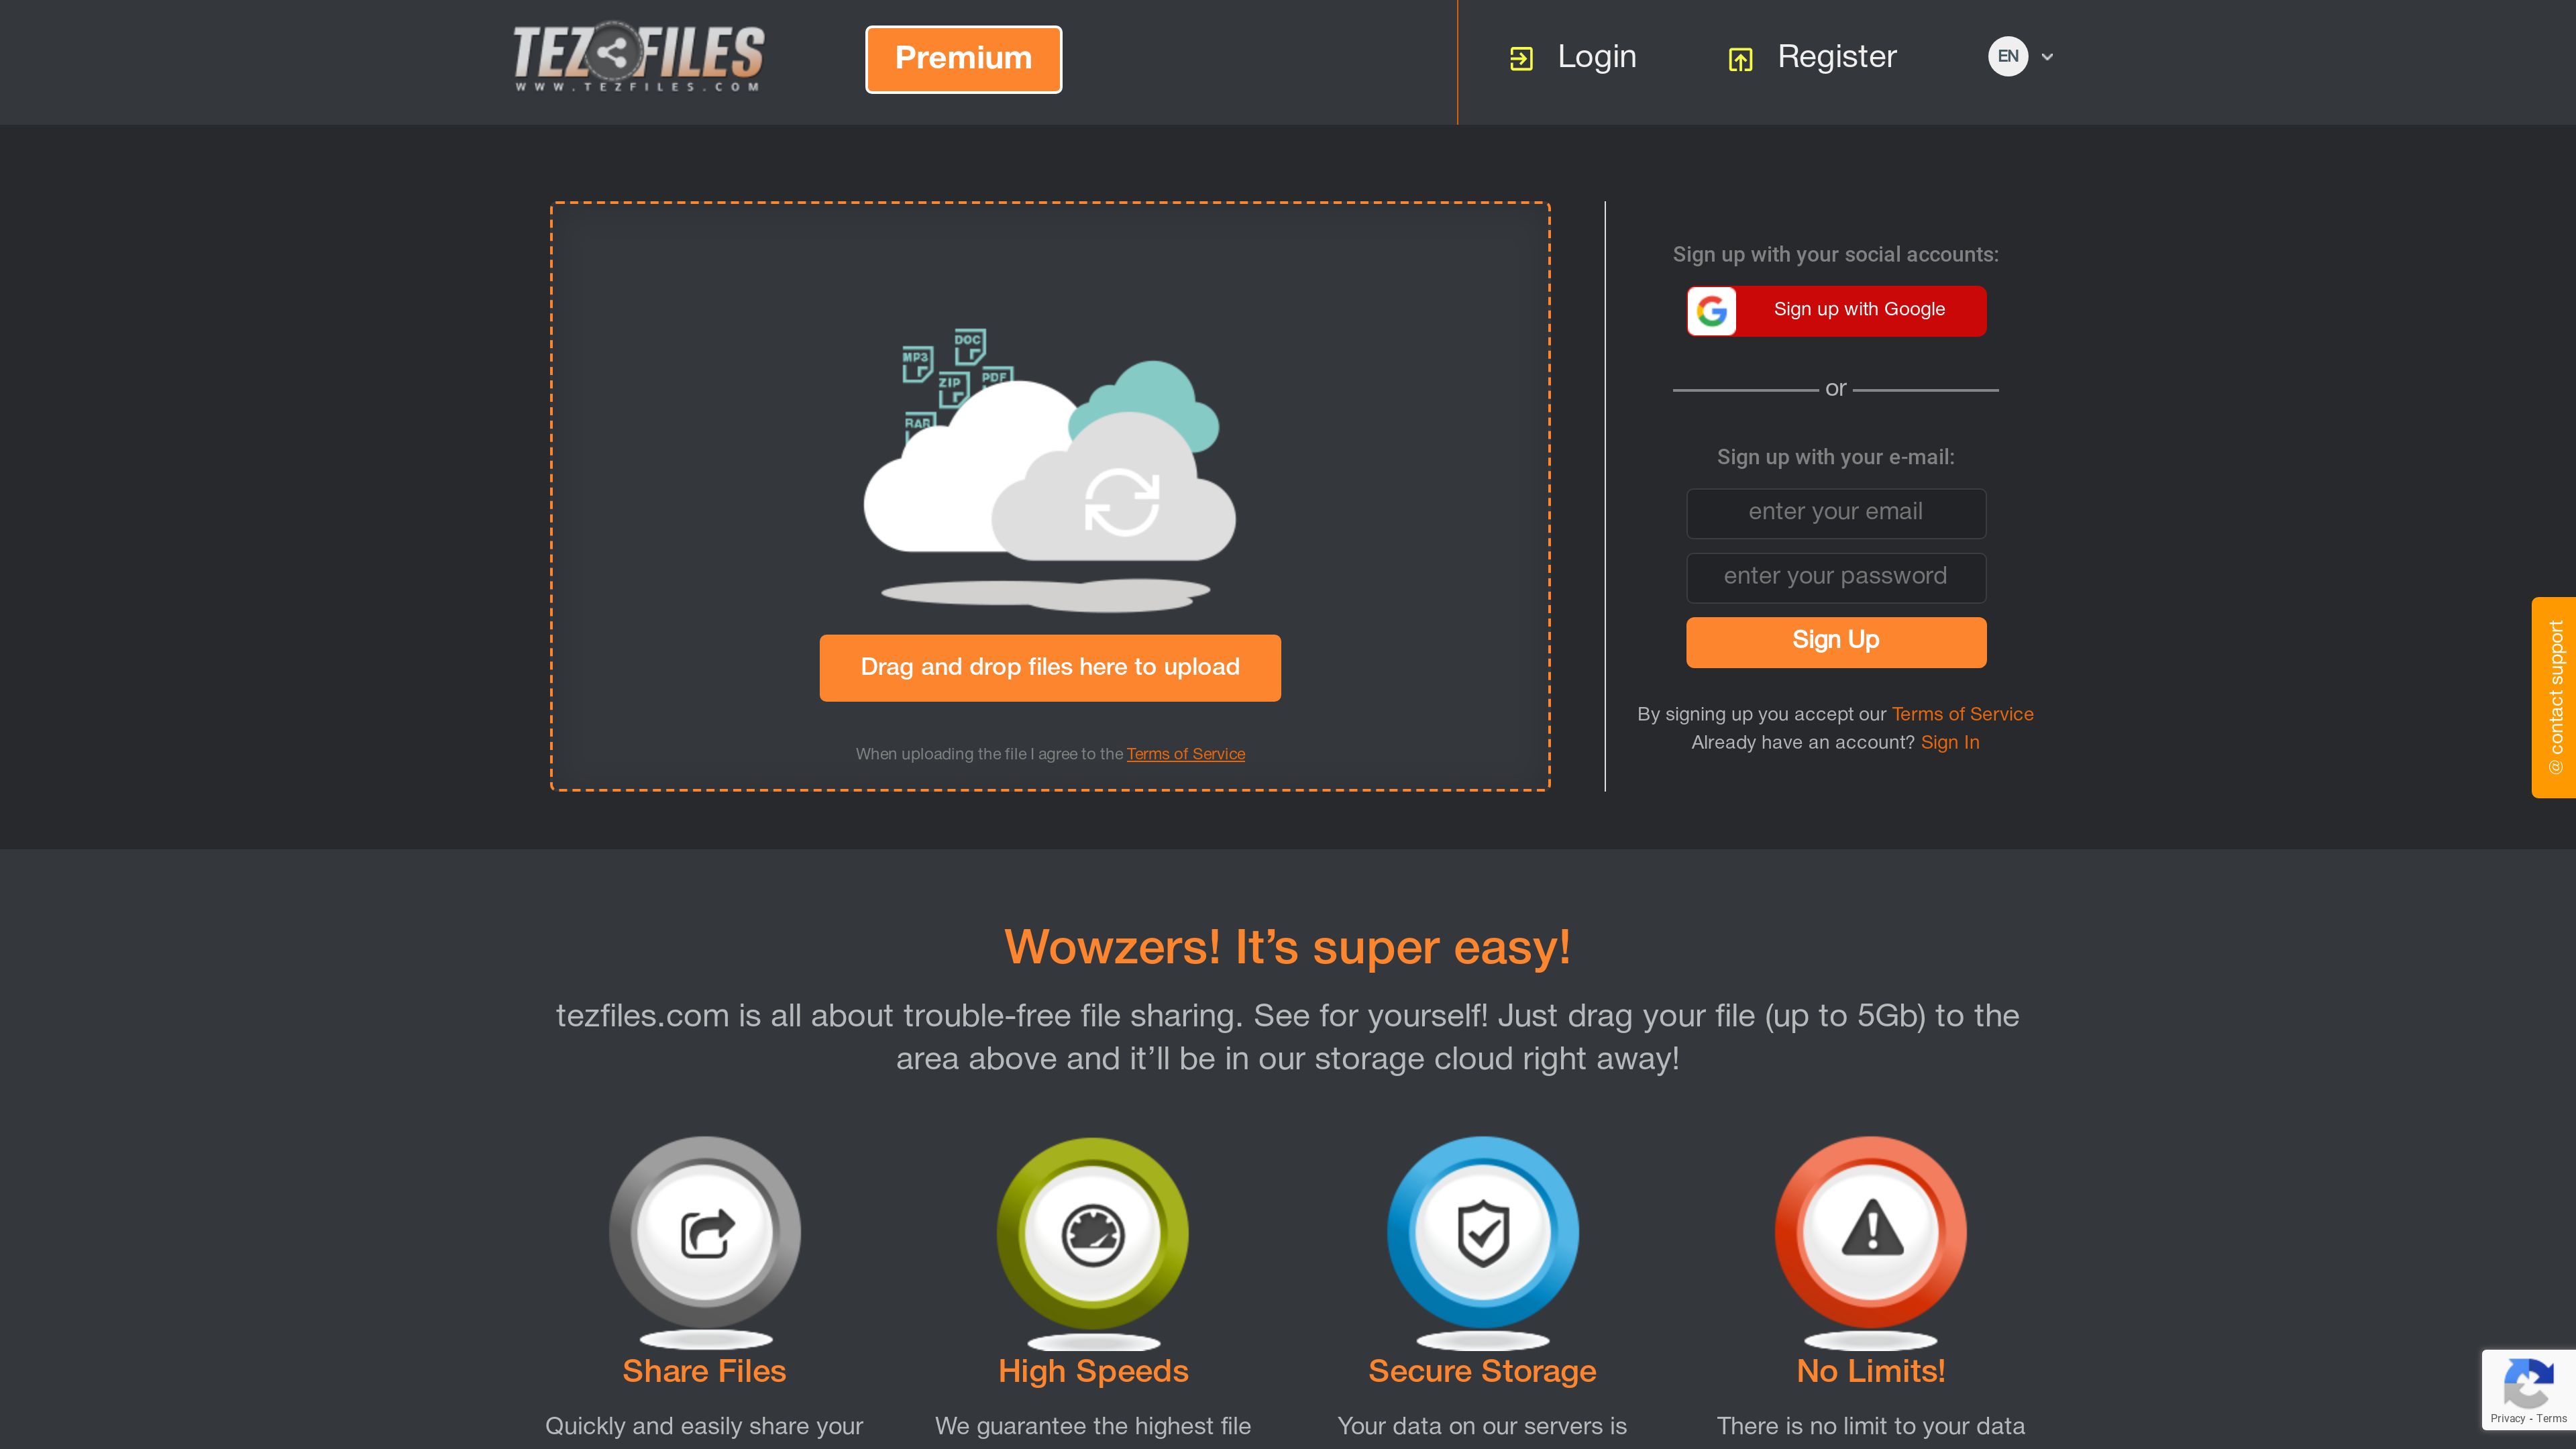 TEZ FILES
WWW.TEZFILES.COM
Premium
Login
Register
EN
DOC
MP3
ZIP
PDF
RAR
Drag and drop files here to upload
When uploading the file I agree to the Terms of Service
Sign up with your social accounts:
Sign up with Google
or
Sign up with your e-mail:
enter your email
enter your password
Sign Up
By signing up you accept our Terms of Service
Already have an account? Sign In
@ contact support
Wowzers! It’s super easy!
tezfiles.com is all about trouble-free file sharing. See for yourself! Just drag your file (up to 5Gb) to the
area above and it’ll be in our storage cloud right away!
Share Files
Quickly and easily share your
High Speeds
We guarantee the highest file
Secure Storage
Your data on our servers is
No Limits!
There is no limit to your data
Privacy - Terms